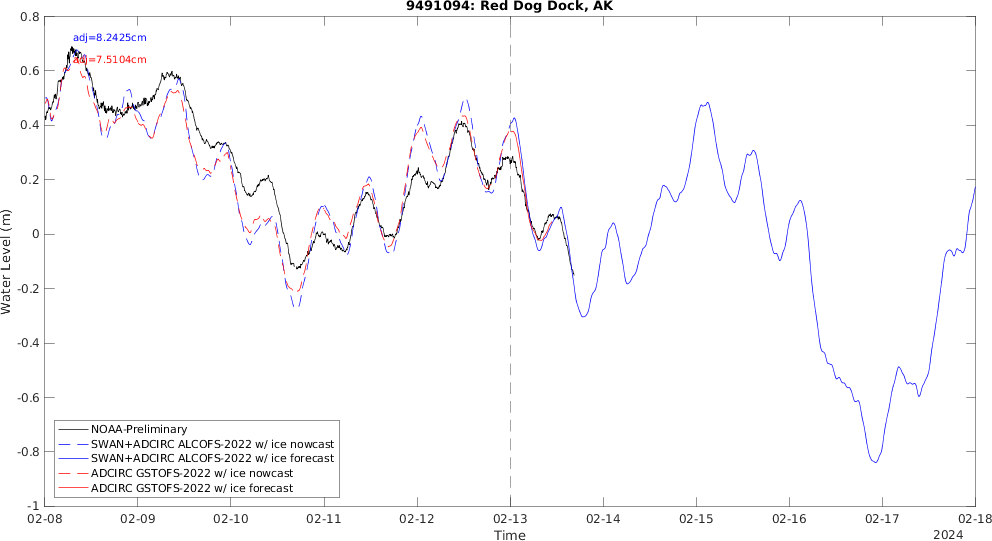 9491094: Red Dog Dock, AK
adj=8.2425cm
adj=7.5104cm
Water Level (m)
0.8
0.6
0.4
0.2
0
-0.2
-0.4
-0.6
-0.8
-1
NOAA-Preliminary
SWAN+ADCIRC ALCOFS-2022 w/ ice nowcast
SWAN+ADCIRC ALCOFS-2022 w/ ice forecast
ADCIRC GSTOFS-2022 w/ ice nowcast
ADCIRC GSTOFS-2022 w/ ice forecast
02-08 02-09 02-10 02-11 02-12 02-13 02-14 02-15 02-16 02-17 02-18
Time
2024